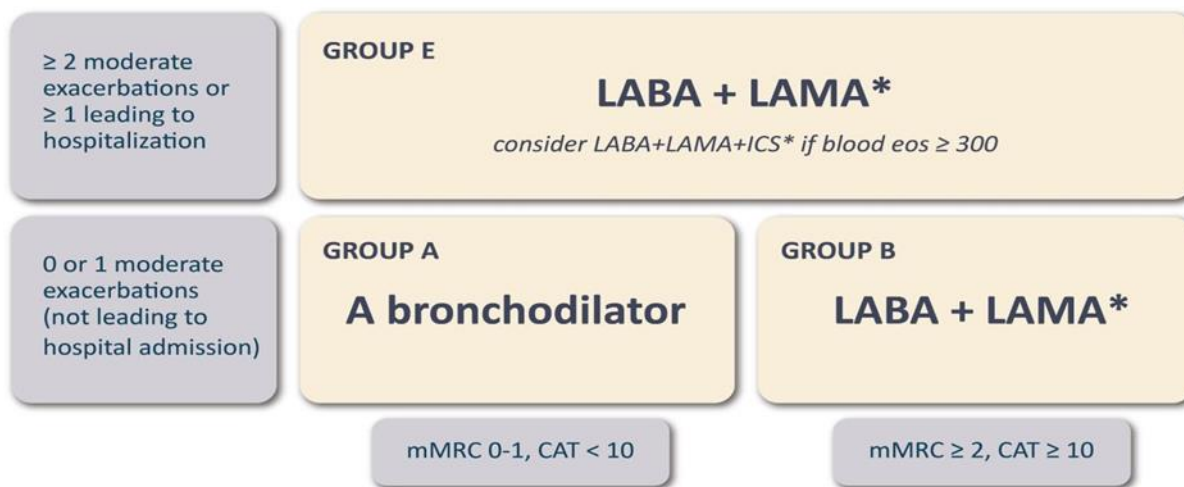 ≥ 2 moderate
exacerbations or
≥ 1 leading to
hospitalization
GROUP E
LABA + LAMA*
consider LABA+LAMA+ICS* if blood eos ≥ 300
0 or 1 moderate
exacerbations
(not leading to
hospital admission)
GROUP A
A bronchodilator
GROUP B
LABA + LAMA*
mMRC 0-1, CAT < 10
mMRC ≥ 2, CAT ≥ 10